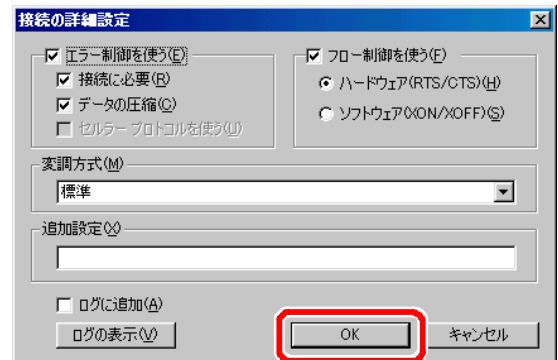 接続の詳細設定
エラー制御を使う(E)
接続に必要(R)
データの圧縮(C)
セルラー プロトコルを使う(U)
フロー制御を使う(F)
ハードウェア(RTS/CTS)(H)
ソフトウェア(XON/XOFF)(S)
変調方式(M)
標準
追加設定(X)
ログに追加(A)
ログの表示(V)
OK
キャンセル